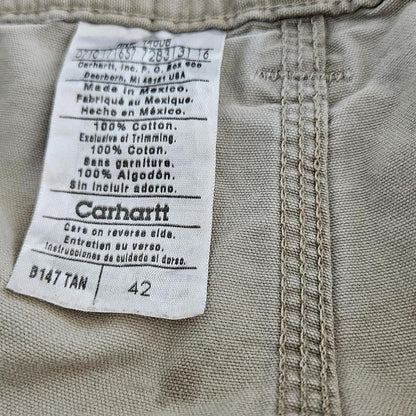 Carhartt, Inc. P.O. Box 600
Dearborn, MI 48121 USA
Made in Mexico.
Fabriqué au Mexique
Hecho en México
100% Cotton.
Exclusive of Trimming.
100% Coton.
Sans garniture.
100% Algodón.
Sin incluir adorno.
Carhartt
Care on reverse side.
Entretien au verso.
Instrucciones de cuidado al dorso.
B147 TAN 42